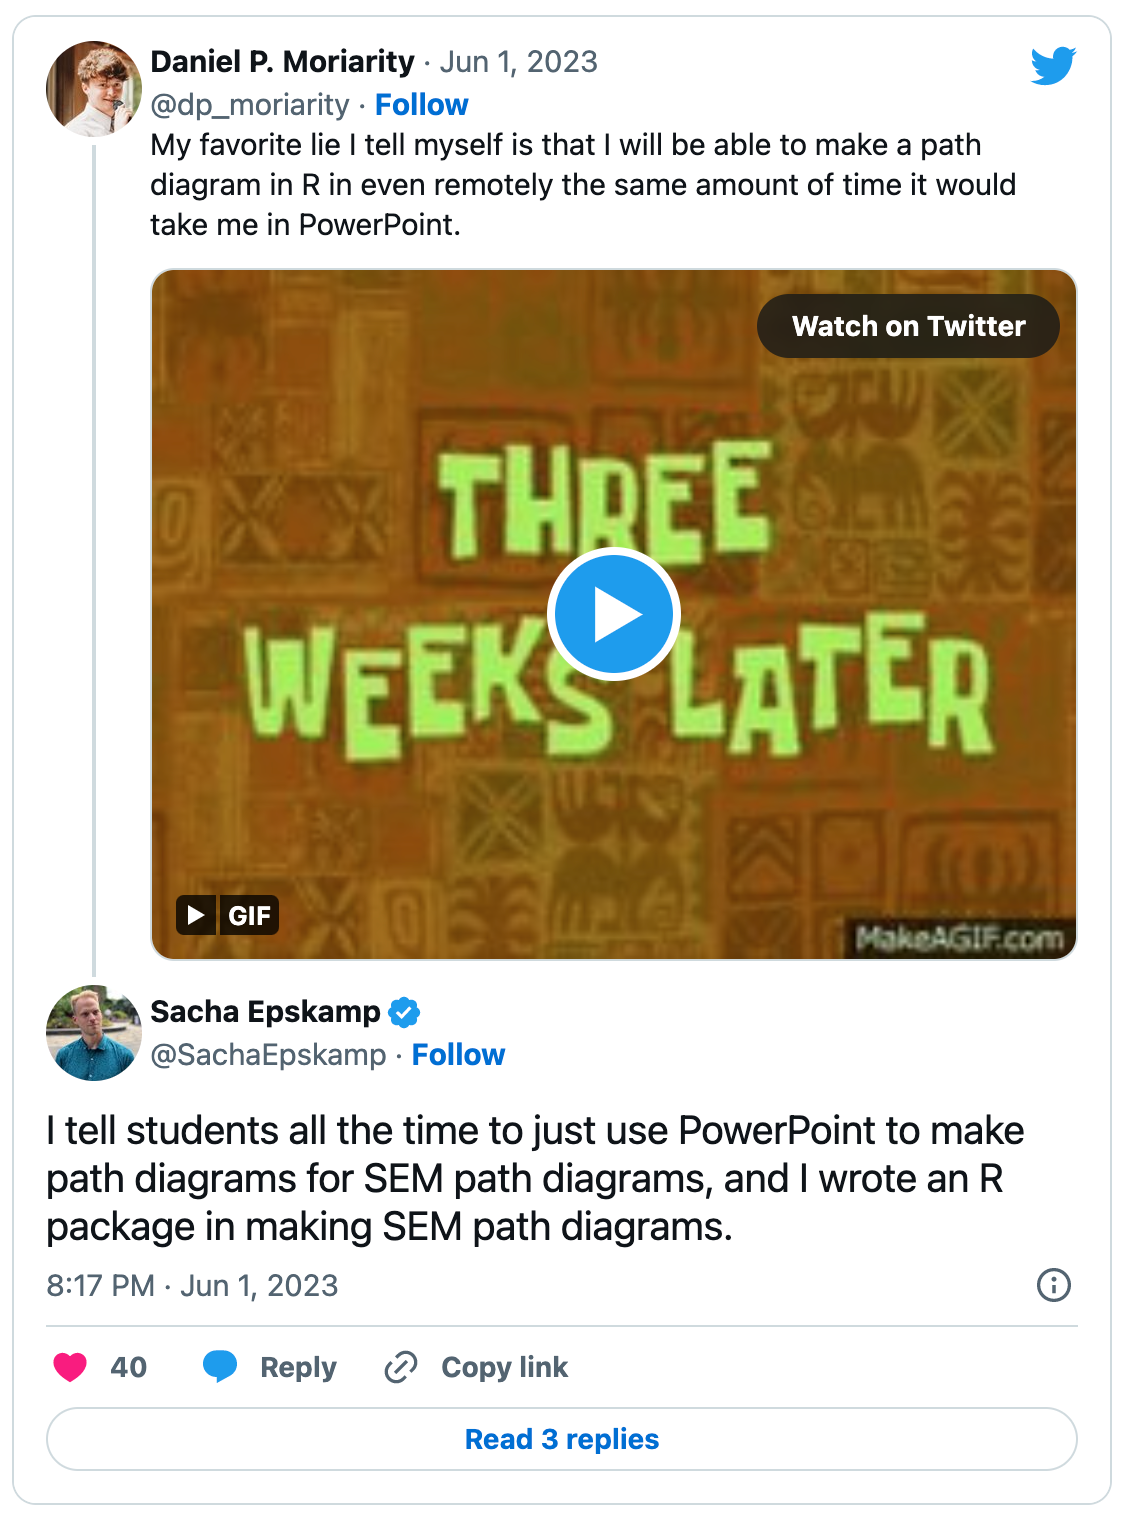 Daniel P. Moriarity · Jun 1, 2023
@dp_moriarity · Follow
My favorite lie I tell myself is that I will be able to make a path
diagram in R in even remotely the same amount of time it would
take me in PowerPoint.
Watch on Twitter
THREE
WEEKS LATER
GIF
MakeAGIF.com
Sacha Epskamp
@SachaEpskamp · Follow
I tell students all the time to just use PowerPoint to make
path diagrams for SEM path diagrams, and I wrote an R
package in making SEM path diagrams.
8:17 PM · Jun 1, 2023
40 Reply Copy link
Read 3 replies